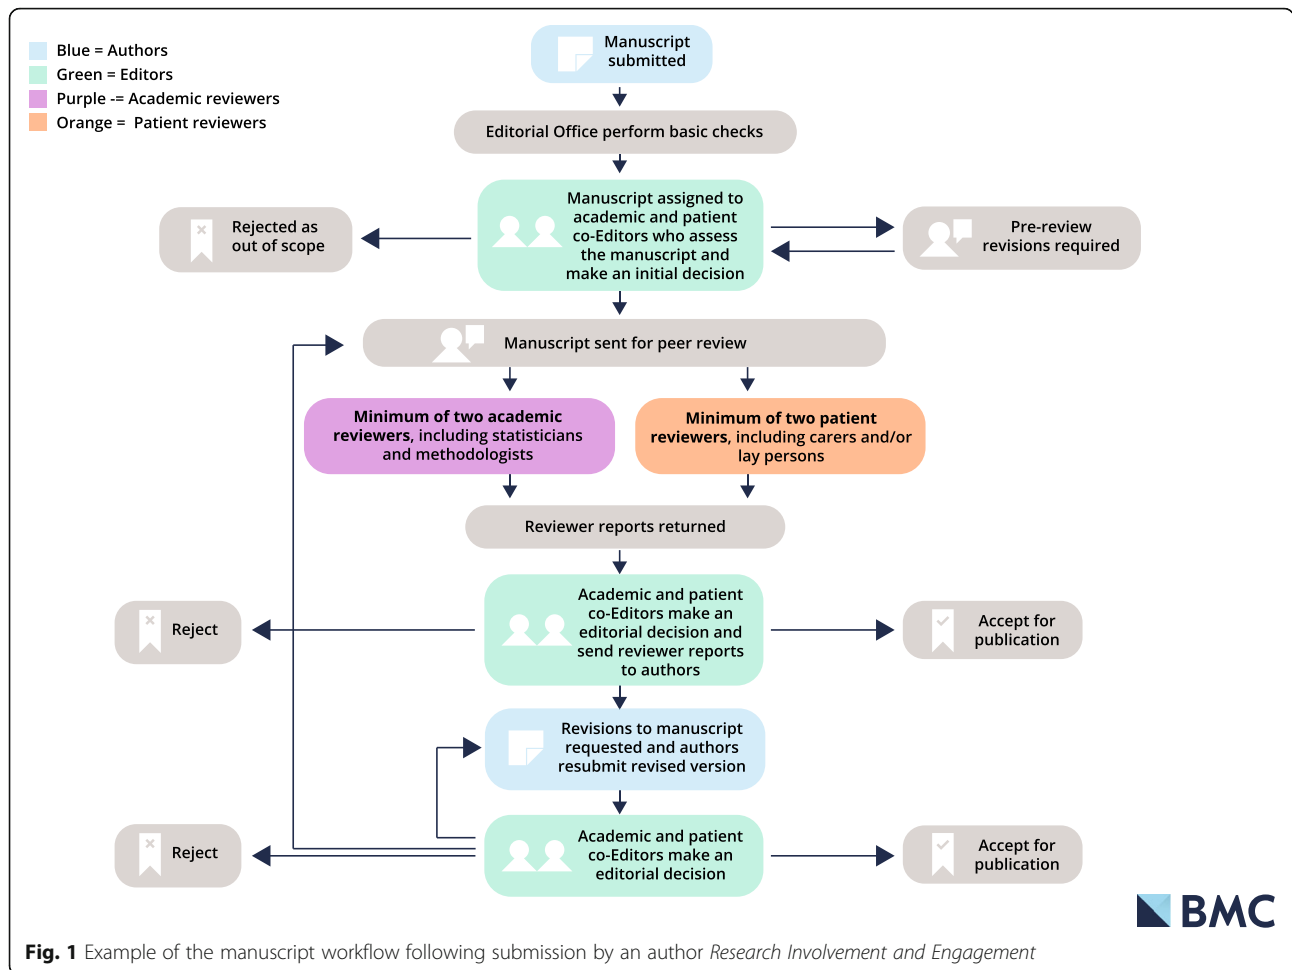 Blue = Authors
Green = Editors
Purple -= Academic reviewers
Orange =  Patient reviewers
Manuscript
submitted
Editorial Office perform basic checks
Manuscript assigned to
academic and patient
co-Editors who assess
the manuscript and
make an initial decision
Rejected as
out of scope
Pre-review
revisions required
Manuscript sent for peer review
Minimum of two academic
reviewers, including statisticians
and methodologists
Minimum of two patient
reviewers, including carers and/or
lay persons
Reviewer reports returned
Academic and patient
co-Editors make an
editorial decision and
send reviewer reports
to authors
Reject
Accept for
publication
Revisions to manuscript
requested and authors
resubmit revised version
Academic and patient
co-Editors make an
editorial decision
Reject
Accept for
publication
BMC
Fig. 1 Example of the manuscript workflow following submission by an author Research Involvement and Engagement